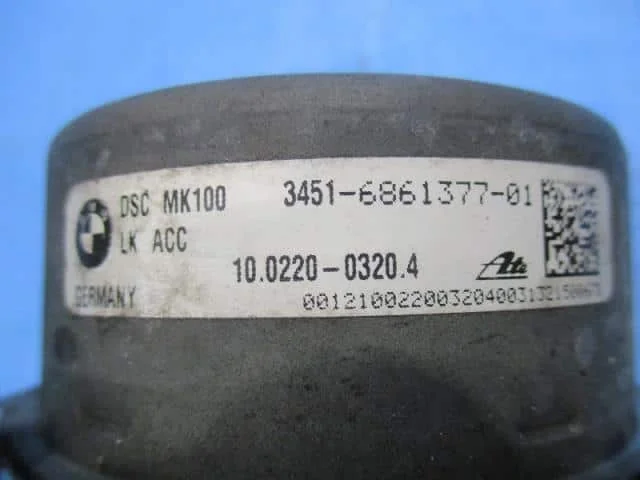 DSC MK100 3451-6861377-01
LK ACC
10.0220-0320.4 Ate
GERMANY